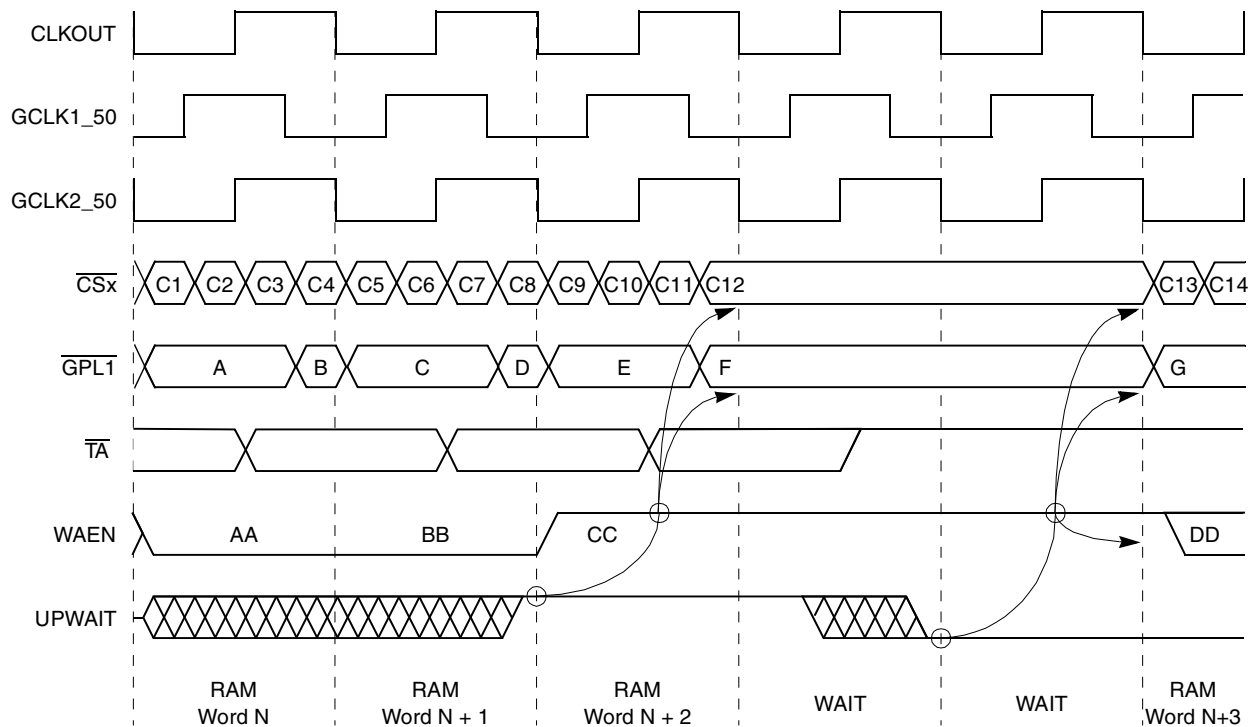 CLKOUT
GCLK1_50
GCLK2_50
CSx C1 C2 C3 C4 C5 C6 C7 C8 C9 C10 C11 C12 C13 C14
GPL1 A B C D E F G
TA
WAEN AA BB CC DD
UPWAIT
RAM
Word N
RAM
Word N + 1
RAM
Word N + 2
WAIT
WAIT
RAM
Word N+3